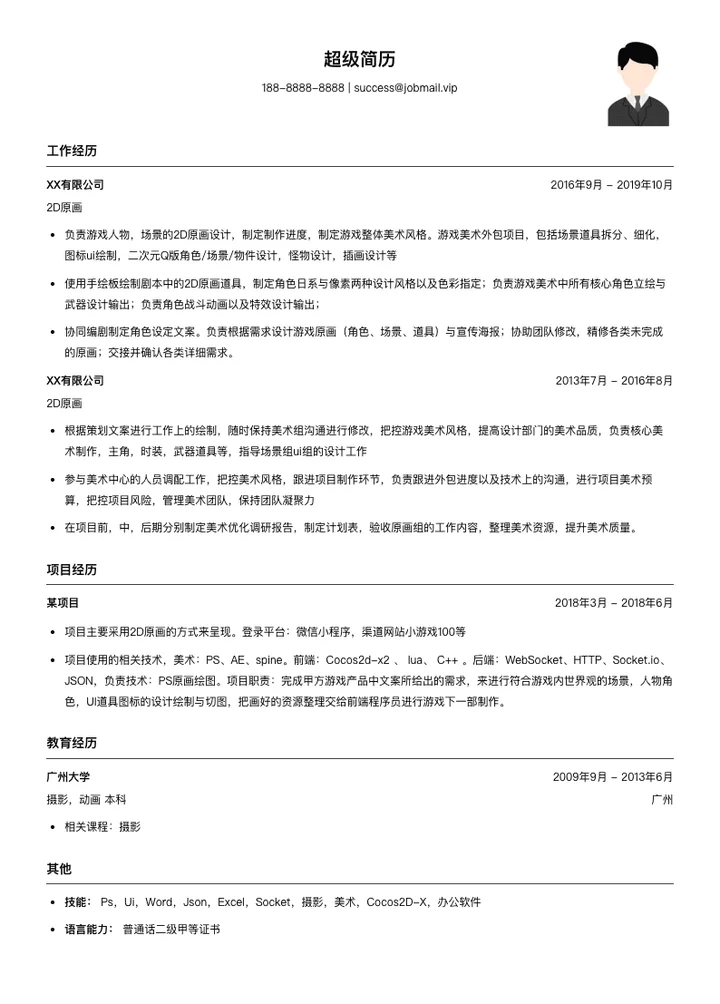 超级简历
188-8888-8888 | success@jobmail.vip
工作经历
XX有限公司 2016年9月 – 2019年10月
2D原画
• 负责游戏人物，场景的2D原画设计，制定制作进度，制定游戏整体美术风格。游戏美术外包项目，包括场景道具拆分、细化，
图标ui绘制，二次元Q版角色/场景/物件设计，怪物设计，插画设计等
• 使用手绘板绘制剧本中的2D原画道具，制定角色日系与像素两种设计风格以及色彩指定；负责游戏美术中所有核心角色立绘与
武器设计输出；负责角色战斗动画以及特效设计输出；
• 协同编剧制定角色设定文案。负责根据需求设计游戏原画（角色、场景、道具）与宣传海报；协助团队修改，精修各类未完成
的原画；交接并确认各类详细需求。
XX有限公司 2013年7月 – 2016年8月
2D原画
• 根据策划文案进行工作上的绘制，随时保持美术组沟通进行修改，把控游戏美术风格，提高设计部门的美术品质，负责核心美
术制作，主角，时装，武器道具等，指导场景组ui组的设计工作
• 参与美术中心的人员调配工作，把控美术风格，跟进项目制作环节，负责跟进外包进度以及技术上的沟通，进行项目美术预
算，把控项目风险，管理美术团队，保持团队凝聚力
• 在项目前，中，后期分别制定美术优化调研报告，制定计划表，验收原画组的工作内容，整理美术资源，提升美术质量。
项目经历
某项目 2018年3月 – 2018年6月
• 项目主要采用2D原画的方式来呈现。登录平台：微信小程序，渠道网站小游戏100等
• 项目使用的相关技术，美术：PS、AE、spine。前端：Cocos2d-x2 、 lua、 C++ 。后端：WebSocket、HTTP、Socket.io、
JSON，负责技术：PS原画绘图。项目职责：完成甲方游戏产品中文案所给出的需求，来进行符合游戏内世界观的场景，人物角
色，UI道具图标的设计绘制与切图，把画好的资源整理交给前端程序员进行游戏下一部制作。
教育经历
广州大学 2009年9月 – 2013年6月
摄影，动画 本科 广州
• 相关课程：摄影
其他
• 技能： Ps，Ui，Word，Json，Excel，Socket，摄影，美术，Cocos2D-X，办公软件
• 语言能力： 普通话二级甲等证书